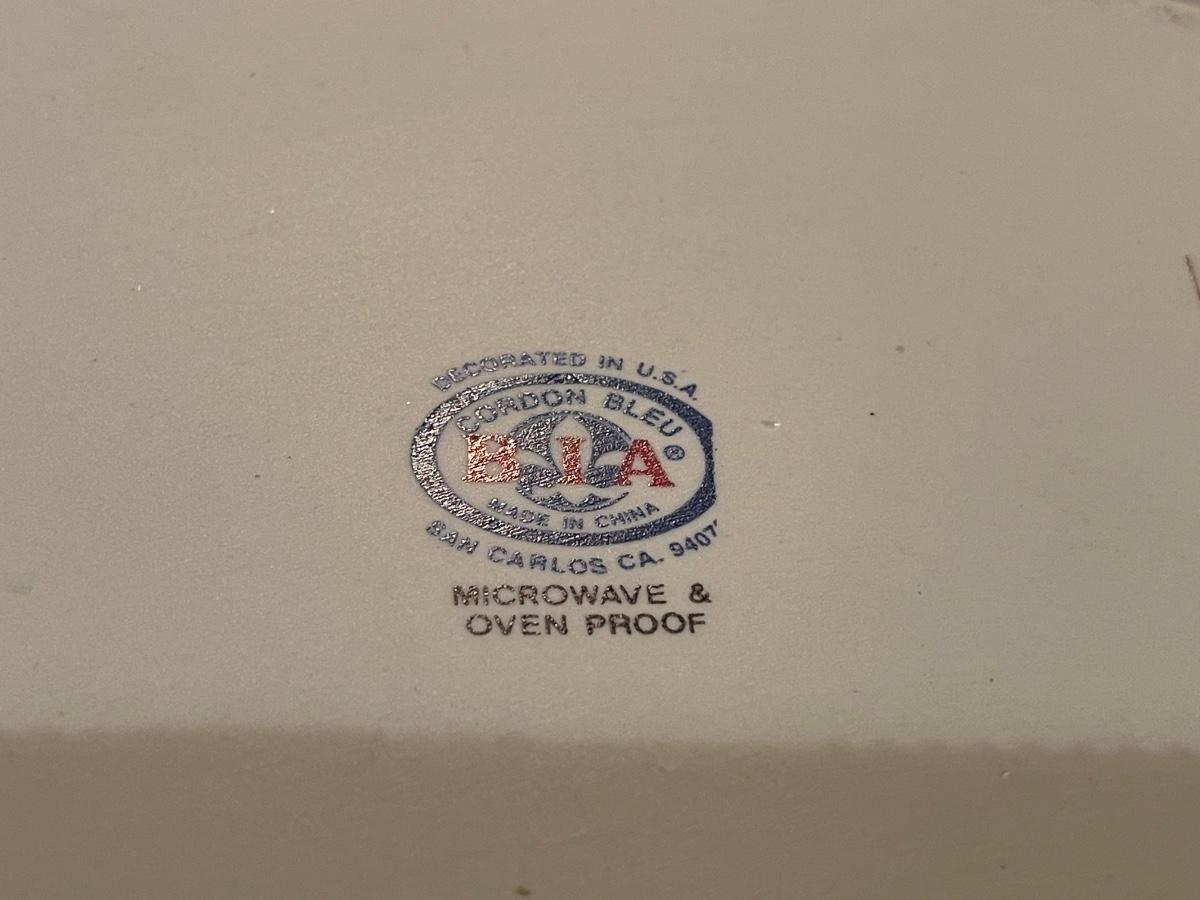 DECORATED IN U.S.A.
CORDON BLEU ®
BIA
MADE IN CHINA
SAN CARLOS CA.
MICROWAVE &
OVEN PROOF